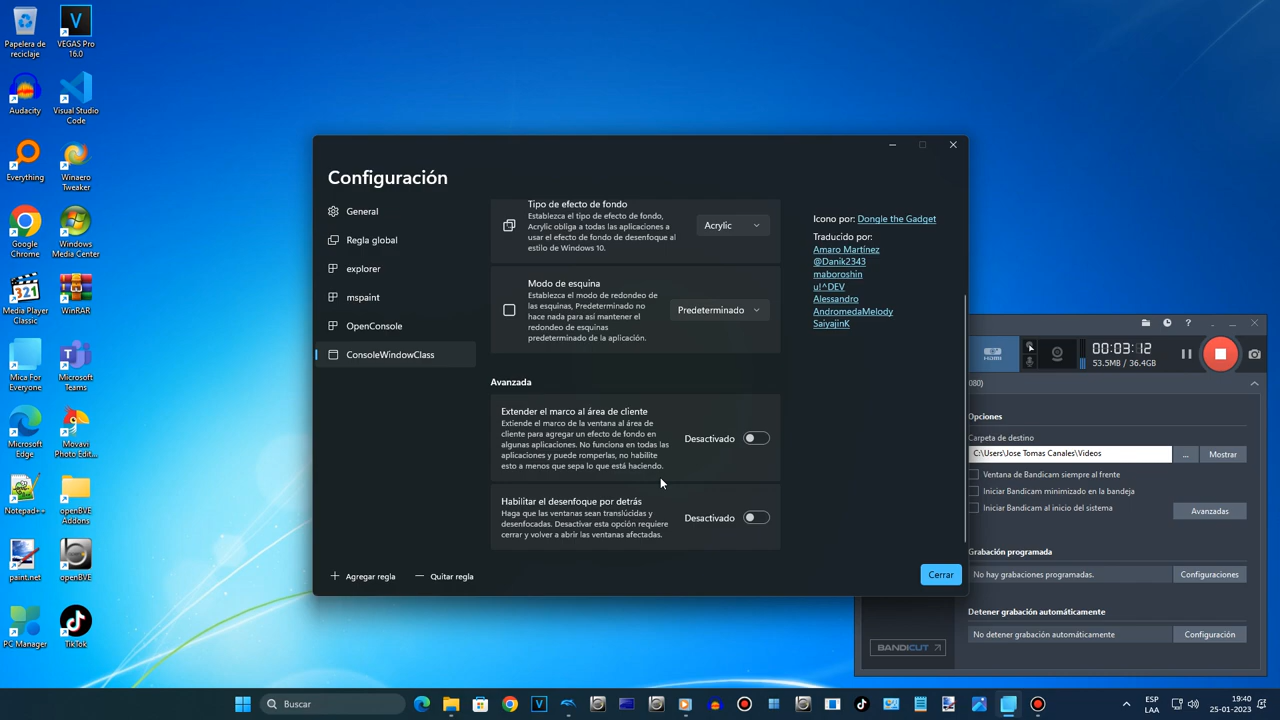 Papelera de
reciclaje
VEGAS Pro
16.0
Audacity
Visual Studio
Code
Everything
Winaero
Tweaker
Google
Chrome
Windows
Media Center
Media Player
Classic
WinRAR
Mica For
Everyone
Microsoft
Teams
Microsoft
Edge
Movavi
Photo Edit...
Notepad++
openBVE
Addons
paint.net
openBVE
PC Manager
TikTok
Configuración
General
Regla global
explorer
mspaint
OpenConsole
ConsoleWindowClass
Agregar regla
Quitar regla
Tipo de efecto de fondo
Establezca el tipo de efecto de fondo,
Acrylic obliga a todas las aplicaciones a
usar el efecto de fondo de desenfoque al
estilo de Windows 10.
Acrylic
Modo de esquina
Establezca el modo de redondeo de
las esquinas, Predeterminado no
hace nada para así mantener el
redondeo de esquinas
predeterminado de la aplicación.
Predeterminado
Avanzada
Extender el marco al área de cliente
Extiende el marco de la ventana al área de
cliente para agregar un efecto de fondo en
algunas aplicaciones. No funciona en todas las
aplicaciones y puede romperlas, no habilite
esto a menos que sepa lo que está haciendo.
Desactivado
Habilitar el desenfoque por detrás
Haga que las ventanas sean translúcidas y
desenfocadas. Desactivar esta opción requiere
cerrar y volver a abrir las ventanas afectadas.
Desactivado
Icono por: Dongle the Gadget
Traducido por:
Amaro Martínez
@Danik2343
maboroshin
u!^DEV
Alessandro
AndromedaMelody
SaiyajinK
Cerrar
HDMI
00:03:12
53.5MB / 36.4GB
080)
Opciones
Carpeta de destino
C:\Users\Jose Tomas Canales\Videos
...
Mostrar
Ventana de Bandicam siempre al frente
Iniciar Bandicam minimizado en la bandeja
Iniciar Bandicam al inicio del sistema
Avanzadas
Grabación programada
No hay grabaciones programadas.
Configuraciones
Detener grabación automáticamente
No detener grabación automáticamente
Configuración
BANDICUT
Buscar
ESP
LAA
19:40
25-01-2023